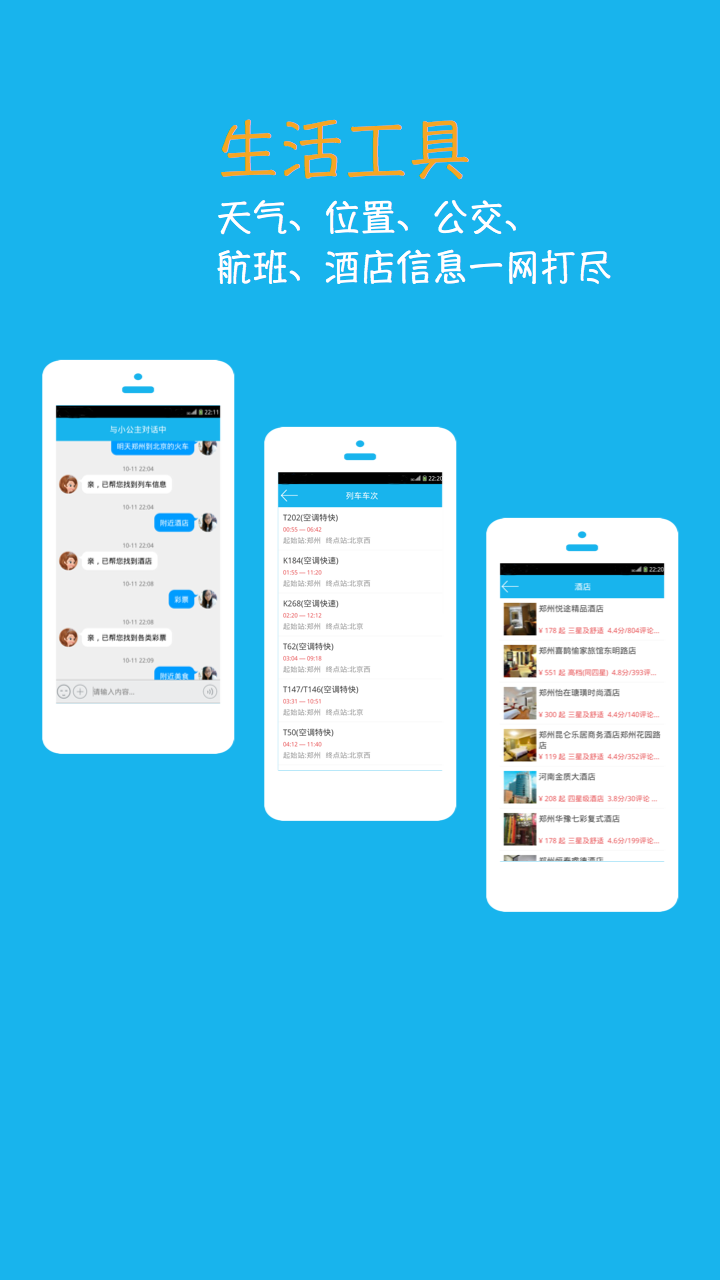 生活工具
天气、位置、公交、
航班、酒店信息一网打尽
22:11
与小公主对话中
明天郑州到北京的火车
10-11 22:04
亲，已帮您找到列车信息
10-11 22:04
附近酒店
10-11 22:04
亲，已帮您找到酒店
10-11 22:08
彩票
10-11 22:08
亲，已帮您找到各类彩票
10-11 22:09
附近美食
请输入内容...
22:20
列车车次
T202(空调特快)
00:55 — 06:42
起始站:郑州 终点站:北京西
K184(空调快速)
01:55 — 11:20
起始站:郑州 终点站:北京西
K268(空调快速)
02:20 — 12:12
起始站:郑州 终点站:北京
T62(空调特快)
03:04 — 09:18
起始站:郑州 终点站:北京西
T147/T146(空调特快)
03:31 — 10:51
起始站:郑州 终点站:北京
T50(空调特快)
04:12 — 11:40
起始站:郑州 终点站:北京西
22:20
酒店
郑州悦途精品酒店
¥ 178 起 三星及舒适 4.4分/804评论...
郑州喜鹊愉家旅馆东明路店
¥ 551 起 高档(同四星) 4.8分/393评...
郑州怡在瑭璜时尚酒店
¥ 300 起 三星及舒适 4.4分/140评论...
郑州昆仑乐居商务酒店郑州花园路
店
¥ 119 起 三星及舒适 4.4分/352评论...
河南金质大酒店
¥ 208 起 四星级酒店 3.8分/30评论 ...
郑州华豫七彩复式酒店
¥ 178 起 三星及舒适 4.6分/199评论...